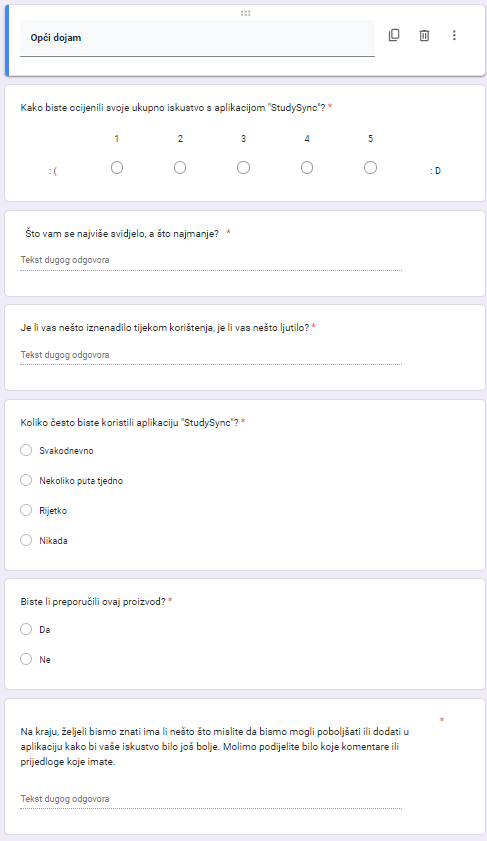 Opći dojam
Kako biste ocijenili svoje ukupno iskustvo s aplikacijom "StudySync"? *
1 2 3 4 5
:( :D
Što vam se najviše svidjelo, a što najmanje? *
Tekst dugog odgovora
Je li vas nešto iznenadilo tijekom korištenja, je li vas nešto ljutilo? *
Tekst dugog odgovora
Koliko često biste koristili aplikaciju "StudySync"? *
Svakodnevno
Nekoliko puta tjedno
Rijetko
Nikada
Biste li preporučili ovaj proizvod? *
Da
Ne
*
Na kraju, željeli bismo znati ima li nešto što mislite da bismo mogli poboljšati ili dodati u
aplikaciju kako bi vaše iskustvo bilo još bolje. Molimo podijelite bilo koje komentare ili
prijedloge koje imate.
Tekst dugog odgovora